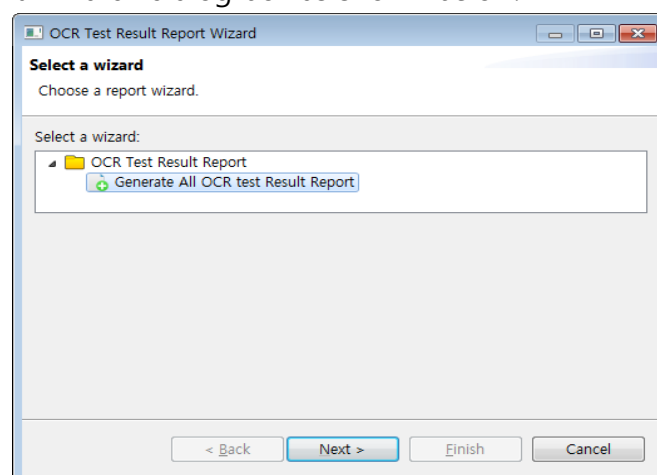 OCR Test Result Report Wizard
Select a wizard
Choose a report wizard.
Select a wizard:
OCR Test Result Report
Generate All OCR test Result Report
< Back Next > Finish Cancel